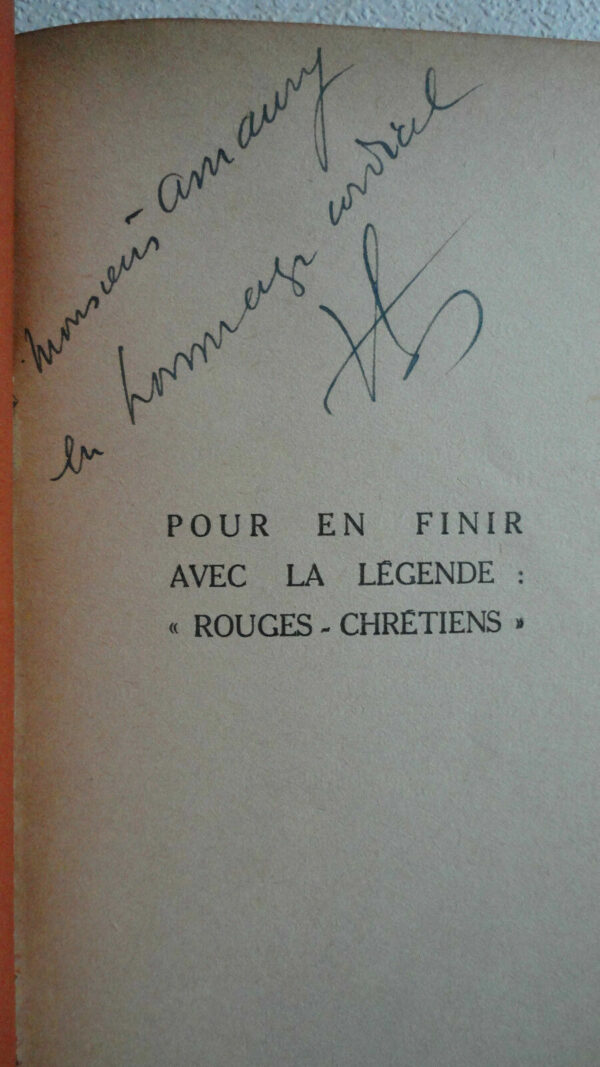 à
Monsieur Amaury
en hommage cordial
POUR EN FINIR
AVEC LA LÉGENDE :
« ROUGES - CHRÉTIENS »